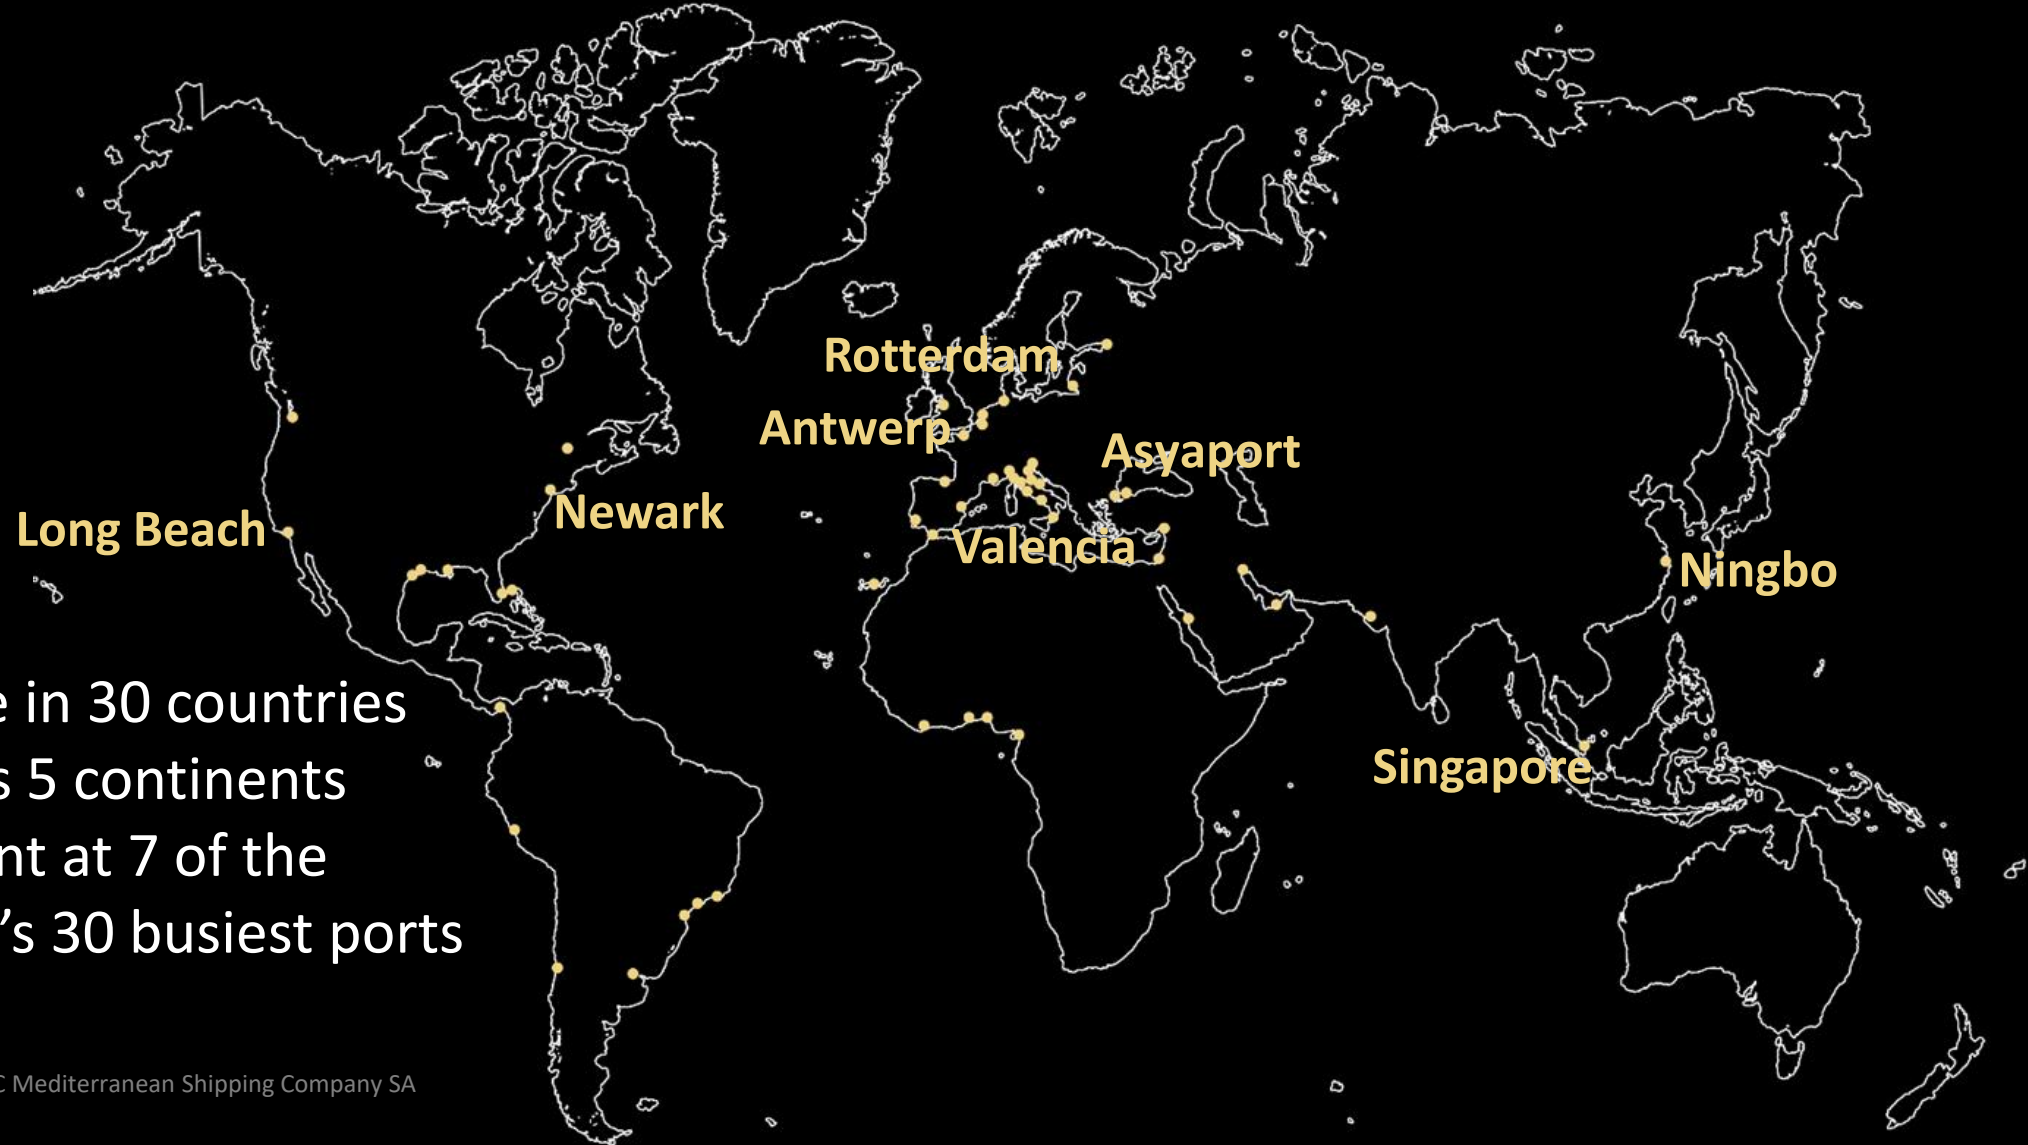 Rotterdam
Antwerp
Asyaport
Newark
Long Beach
Valencia
Ningbo
Singapore
in 30 countries
5 continents
at 7 of the
’s 30 busiest ports
Mediterranean Shipping Company SA